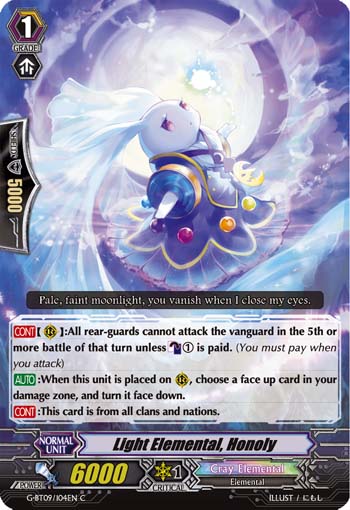 1
GRADE
SHIELD
5000
Pale, faint moonlight, you vanish when I close my eyes.
CONT【 】:All rear-guards cannot attack the vanguard in the 5th or
more battle of that turn unless ① is paid. (You must pay when
you attack)
AUTO:When this unit is placed on , choose a face up card in your
damage zone, and turn it face down.
CONT:This card is from all clans and nations.
NORMAL
UNIT
Light Elemental, Honoly
POWER
6000
1
CRITICAL
Cray Elemental
Elemental
G-BT09/104EN C
ILLUST / にもし